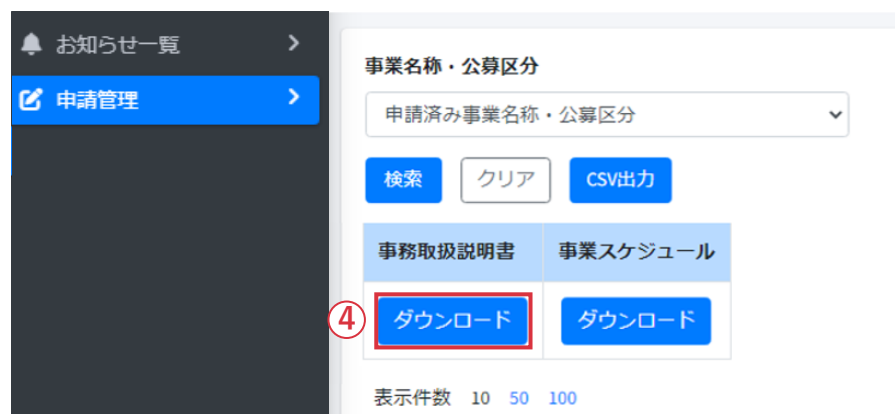 お知らせ一覧
申請管理
事業名称・公募区分
申請済み事業名称・公募区分
検索 クリア CSV出力
事務取扱説明書 事業スケジュール
④ ダウンロード ダウンロード
表示件数 10 50 100